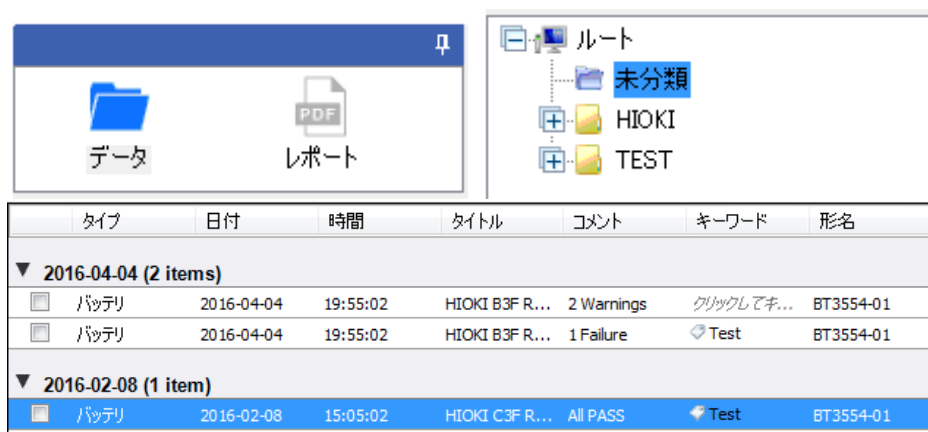 データ
PDF
レポート
ルート
未分類
HIOKI
TEST
タイプ 日付 時間 タイトル コメント キーワード 形名
2016-04-04 (2 items)
バッテリ 2016-04-04 19:55:02 HIOKI B3F R... 2 Warnings クリックしてキ... BT3554-01
バッテリ 2016-04-04 19:55:02 HIOKI B3F R... 1 Failure Test BT3554-01
2016-02-08 (1 item)
バッテリ 2016-02-08 15:05:02 HIOKI C3F R... All PASS Test BT3554-01